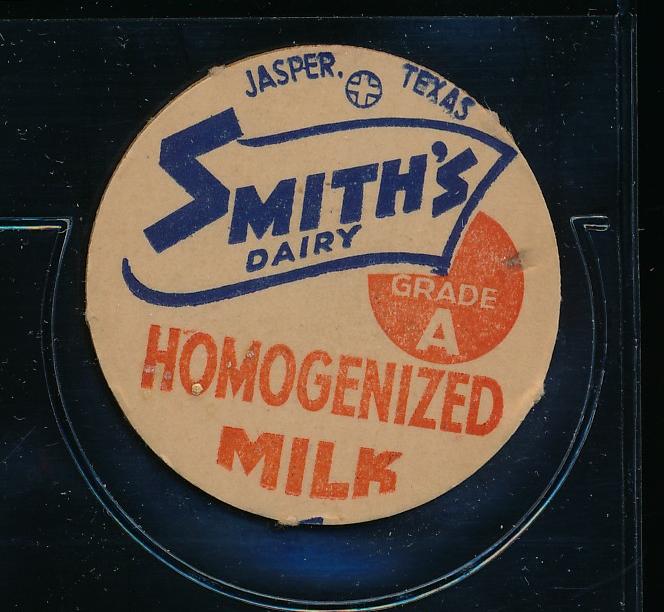 JASPER. TEXAS
SMITH'S
DAIRY
GRADE
A
HOMOGENIZED
MILK